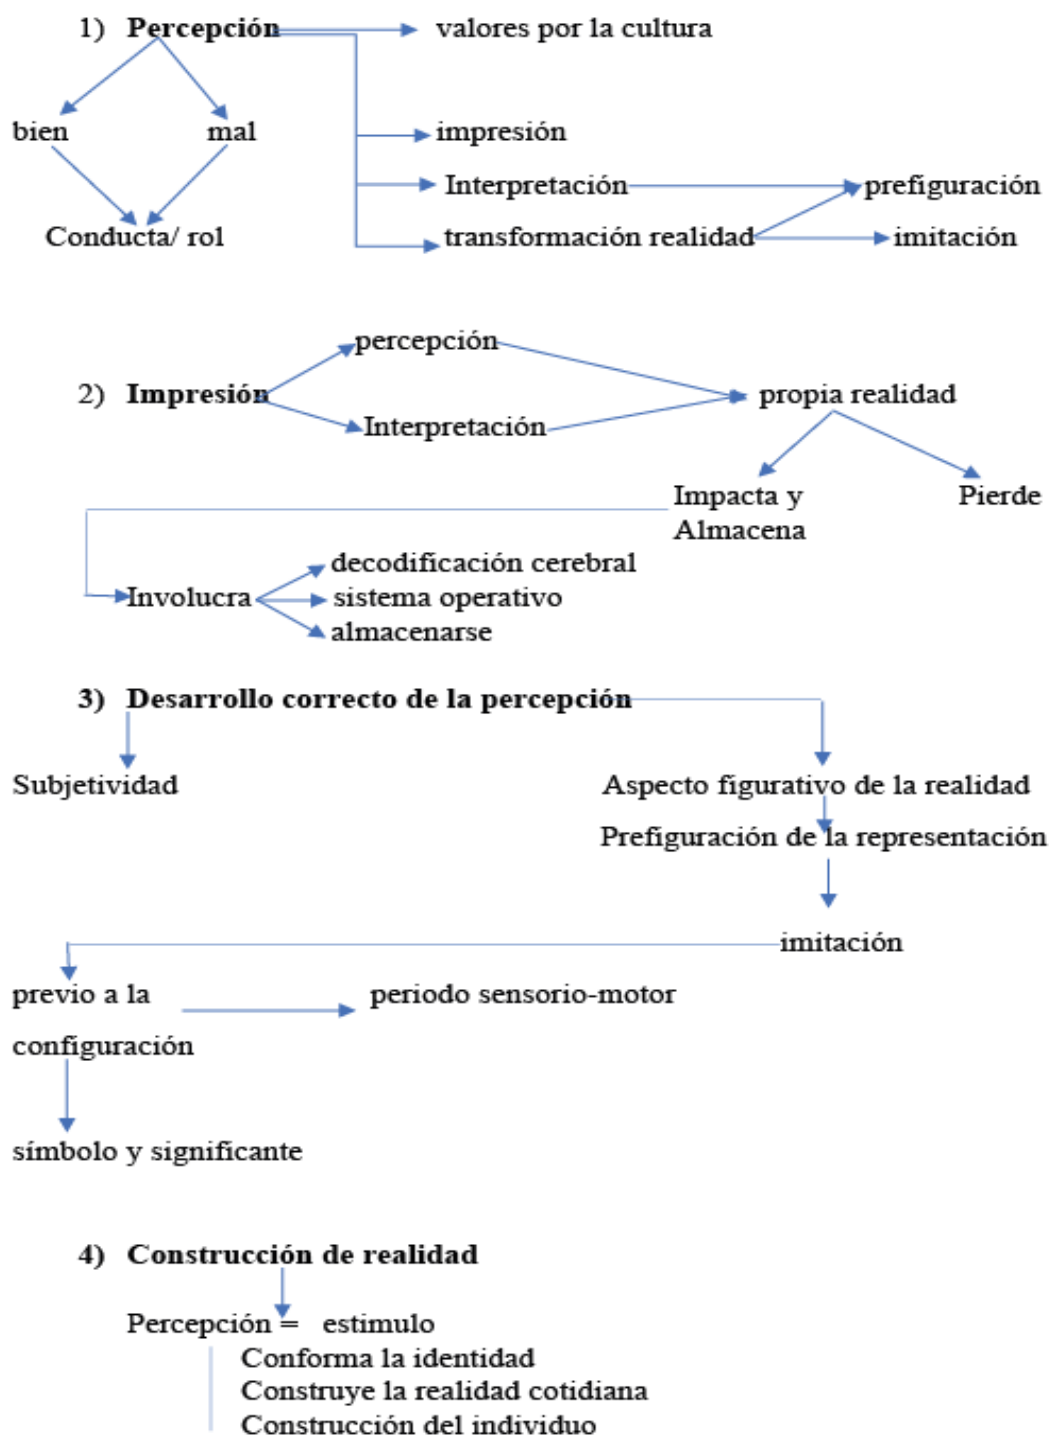 1) Percepción valores por la cultura
bien mal impresión
Interpretación prefiguración
Conducta/ rol transformación realidad imitación
percepción
2) Impresión propia realidad
Interpretación
Impacta y Pierde
Almacena
decodificación cerebral
Involucra sistema operativo
almacenarse
3) Desarrollo correcto de la percepción
Subjetividad Aspecto figurativo de la realidad
Prefiguración de la representación
imitación
previo a la periodo sensorio-motor
configuración
símbolo y significante
4) Construcción de realidad
Percepción = estimulo
Conforma la identidad
Construye la realidad cotidiana
Construcción del individuo